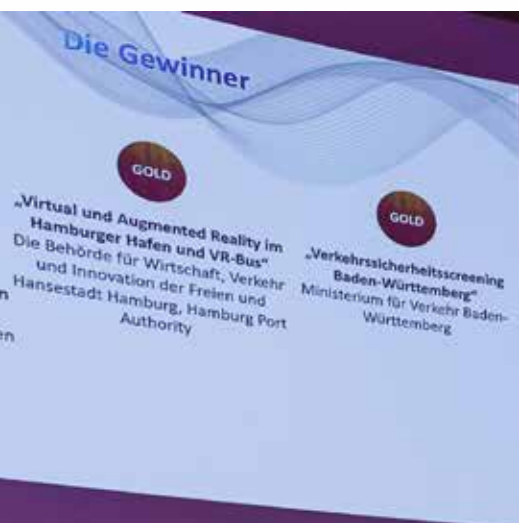 Die Gewinner
GOLD
„Virtual und Augmented Reality im
Hamburger Hafen und VR-Bus“
Die Behörde für Wirtschaft, Verkehr
und Innovation der Freien und
Hansestadt Hamburg, Hamburg Port
Authority
GOLD
„Verkehrssicherheitsscreening
Baden-Württemberg“
Ministerium für Verkehr Baden-
Württemberg